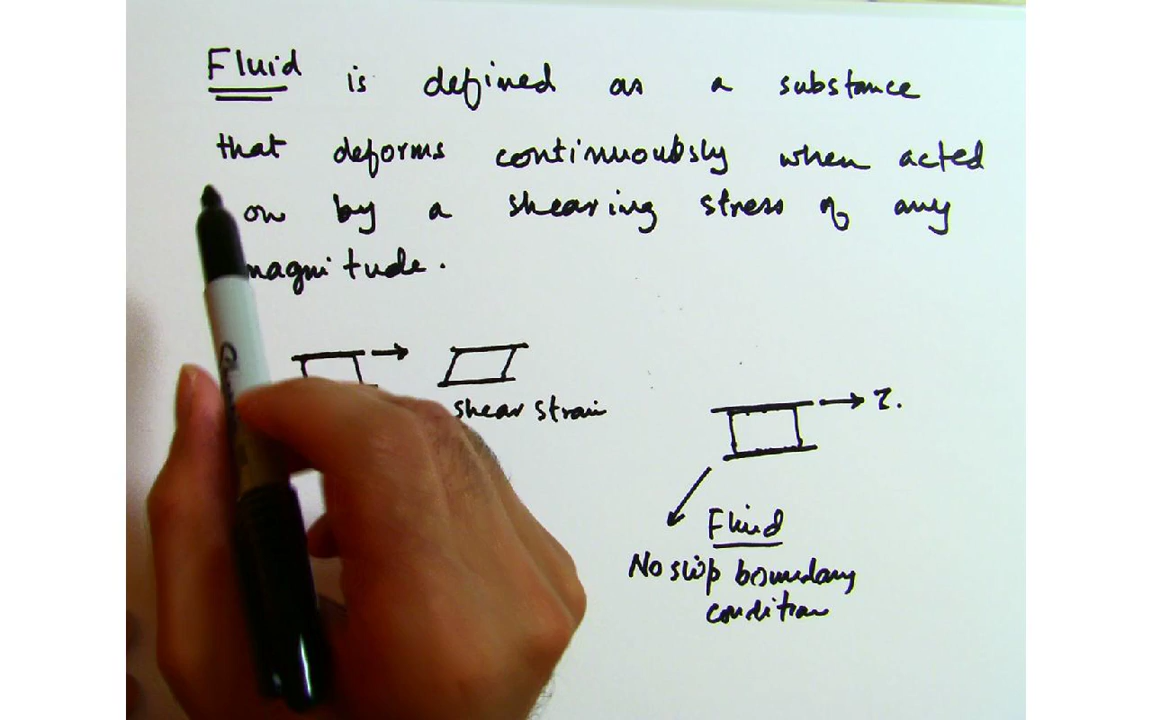 Fluid is defined as a substance
that deforms continuoubsly when acted
on by a shearing stress of any
magnitude.
shear strain
τ.
Fluid
No slip boundary
condition